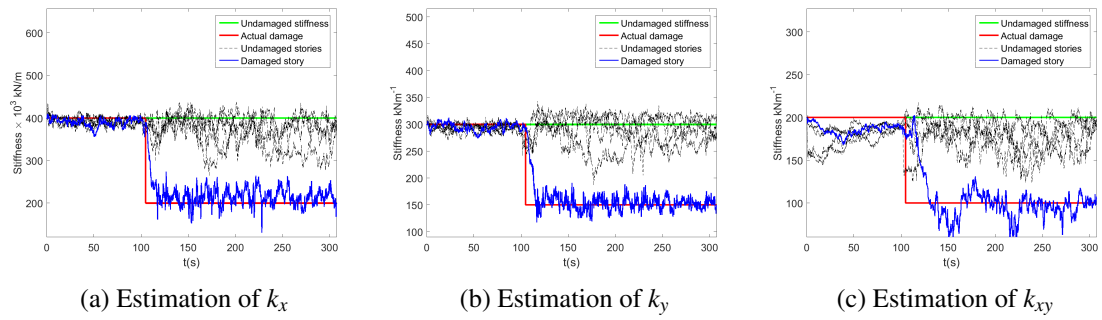 600
500
400
300
200
0 50 100 150 200 250 300
t(s)
Stiffness × 10³ kN/m
Undamaged stiffness
Actual damage
Undamaged stories
Damaged story
(a) Estimation of kx
500
450
400
350
300
250
200
150
100
0 50 100 150 200 250 300
t(s)
Stiffness kNm⁻¹
Undamaged stiffness
Actual damage
Undamaged stories
Damaged story
(b) Estimation of ky
300
250
200
150
100
0 50 100 150 200 250 300
t(s)
Stiffness kNm⁻¹
Undamaged stiffness
Actual damage
Undamaged stories
Damaged story
(c) Estimation of kxy